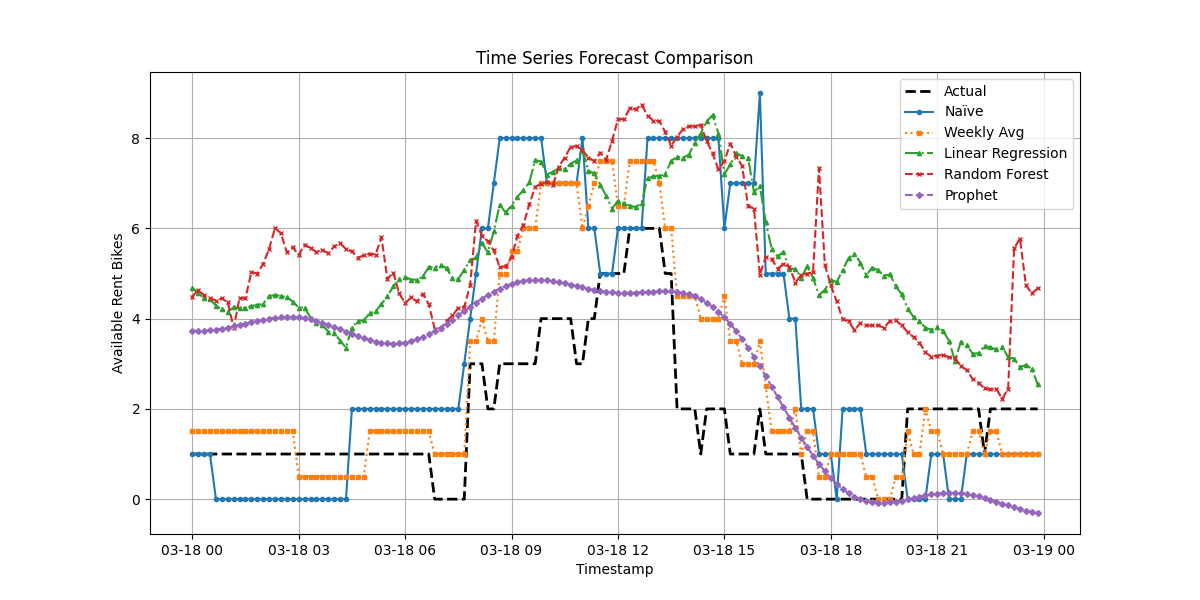 Time Series Forecast Comparison
Actual
Naïve
Weekly Avg
Linear Regression
Random Forest
Prophet
Available Rent Bikes
8
6
4
2
0
03-18 00
03-18 03
03-18 06
03-18 09
03-18 12
03-18 15
03-18 18
03-18 21
03-19 00
Timestamp